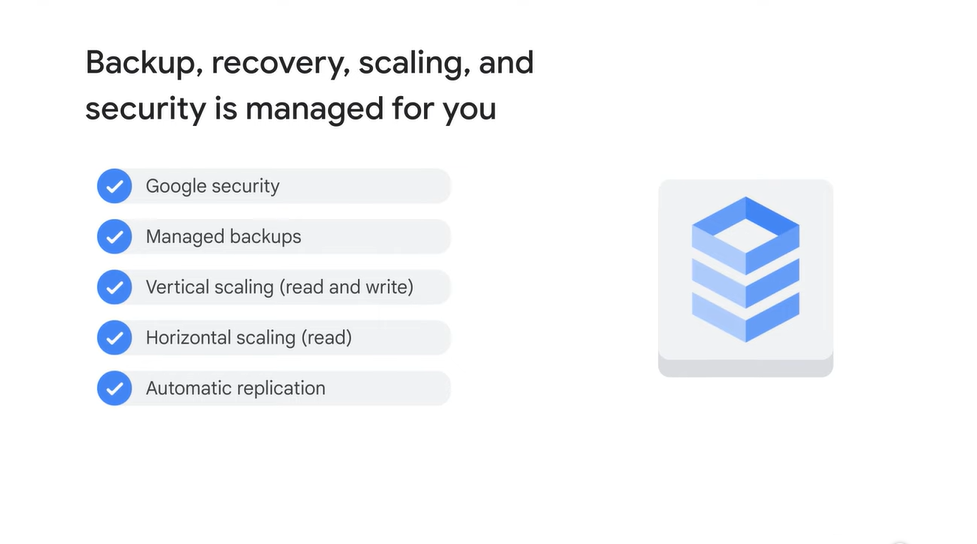 Backup, recovery, scaling, and
security is managed for you
Google security
Managed backups
Vertical scaling (read and write)
Horizontal scaling (read)
Automatic replication